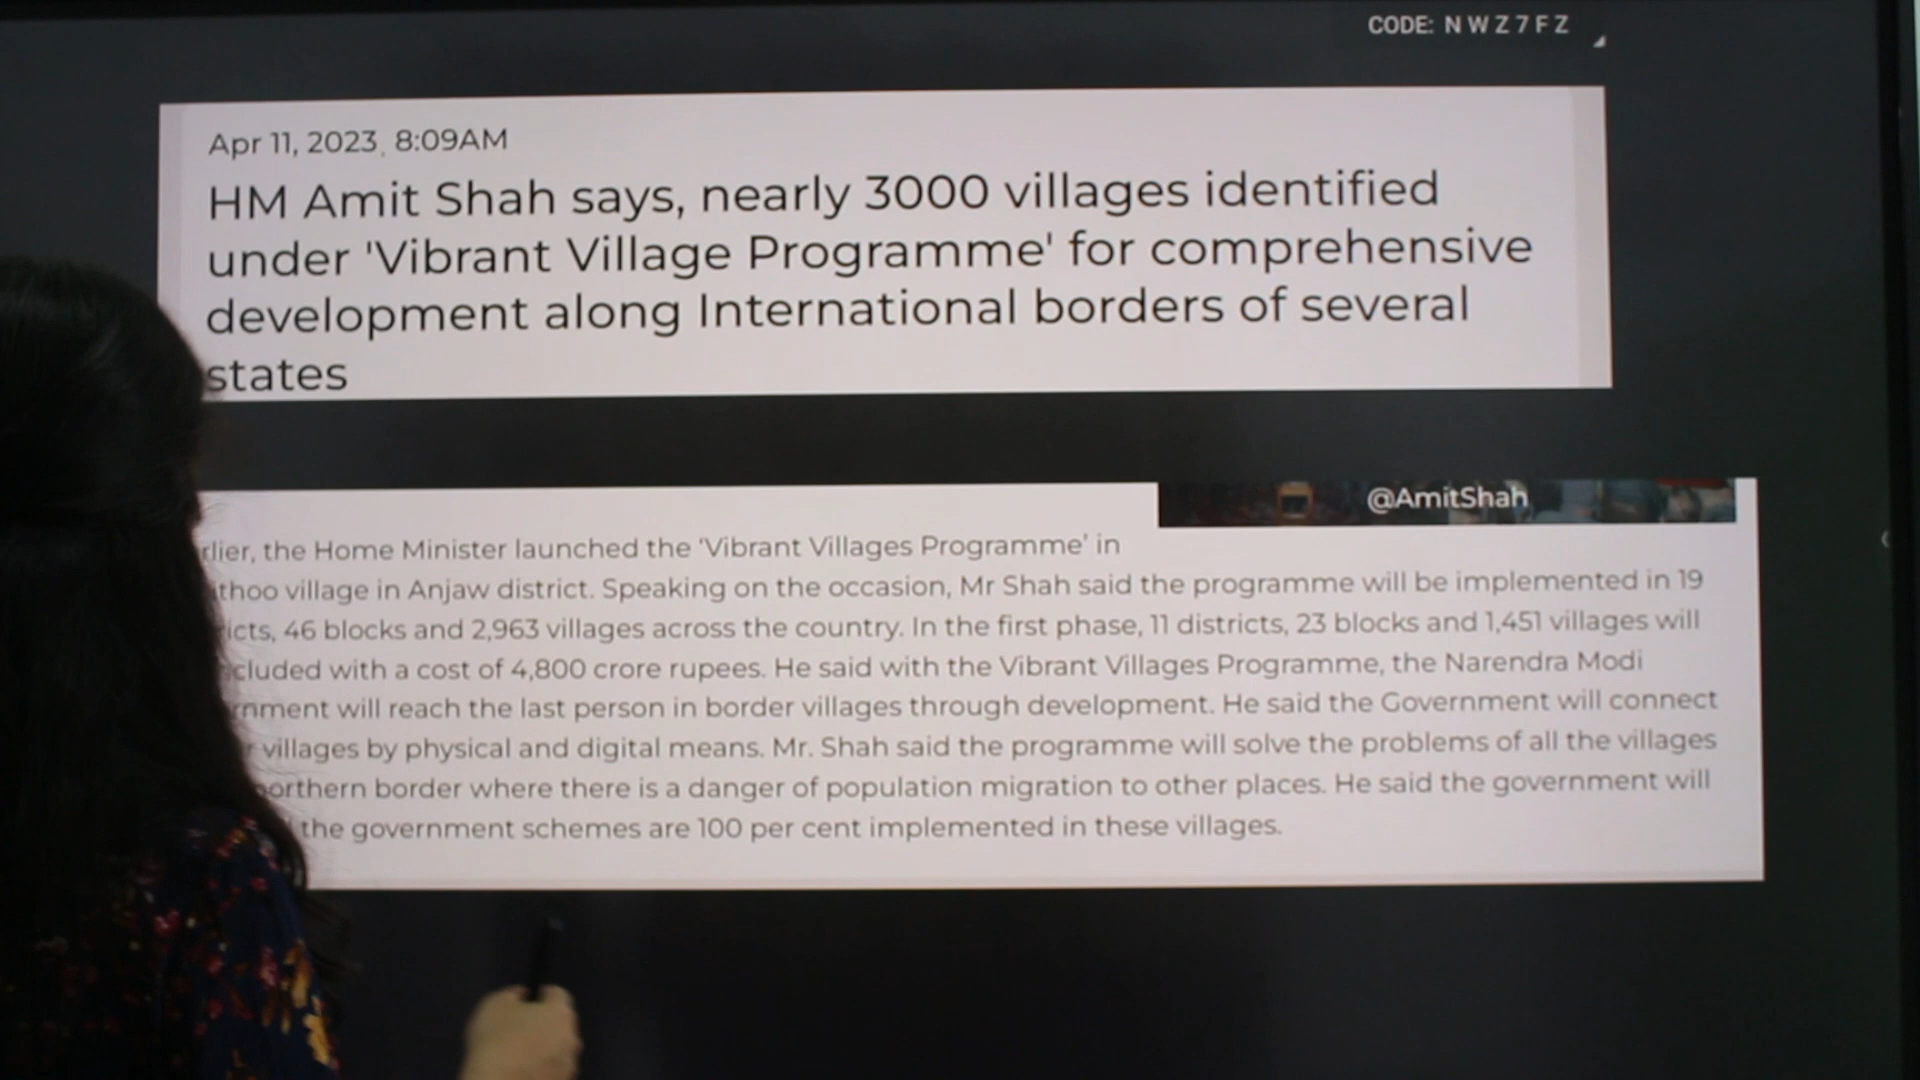 CODE: NWZ7FZ
Apr 11, 2023, 8:09AM
HM Amit Shah says, nearly 3000 villages identified
under 'Vibrant Village Programme' for comprehensive
development along International borders of several
states
@AmitShah
the Home Minister launched the ‘Vibrant Villages Programme’ in
village in Anjaw district. Speaking on the occasion, Mr Shah said the programme will be implemented in 19
46 blocks and 2,963 villages across the country. In the first phase, 11 districts, 23 blocks and 1,451 villages will
with a cost of 4,800 crore rupees. He said with the Vibrant Villages Programme, the Narendra Modi
will reach the last person in border villages through development. He said the Government will connect
villages by physical and digital means. Mr. Shah said the programme will solve the problems of all the villages
border where there is a danger of population migration to other places. He said the government will
the government schemes are 100 per cent implemented in these villages.